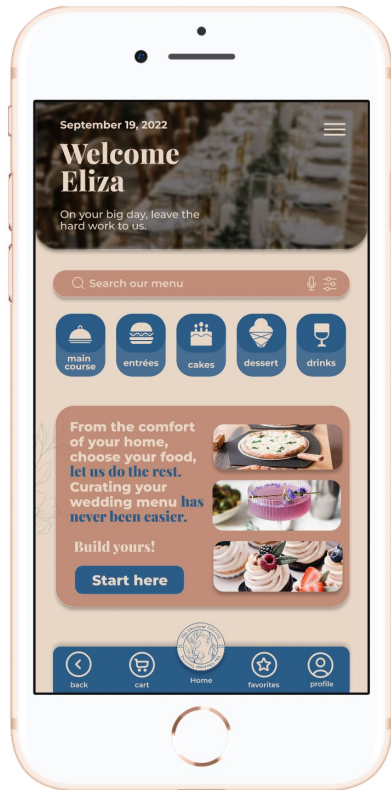 September 19, 2022
Welcome
Eliza
On your big day, leave the
hard work to us.
Search our menu
main
course
entrées
cakes
dessert
drinks
From the comfort
of your home,
choose your food,
let us do the rest.
Curating your
wedding menu has
never been easier.
Build yours!
Start here
back
cart
Home
favorites
profile